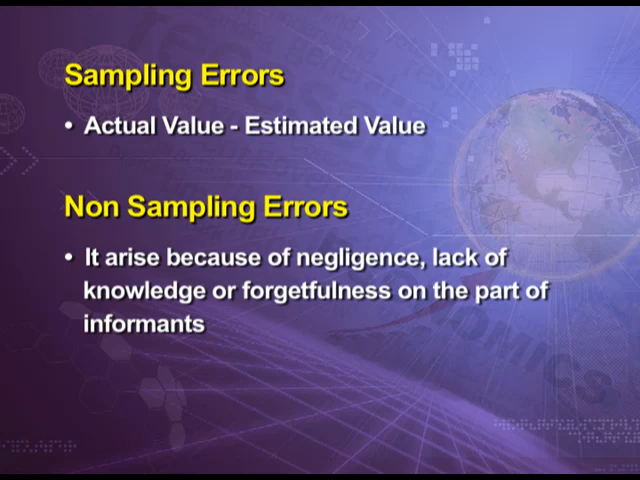 Sampling Errors
• Actual Value - Estimated Value
Non Sampling Errors
• It arise because of negligence, lack of
knowledge or forgetfulness on the part of
informants